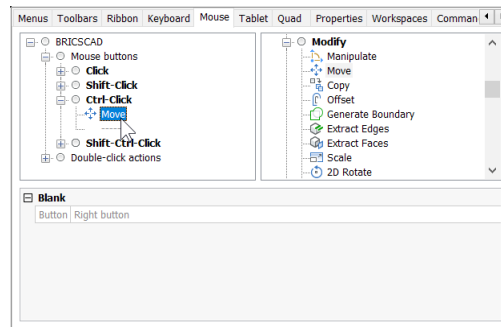 Menus Toolbars Ribbon Keyboard Mouse Tablet Quad Properties Workspaces Comman
BRICSCAD
Mouse buttons
Click
Shift-Click
Ctrl-Click
Move
Shift-Ctrl-Click
Double-click actions
Modify
Manipulate
Move
Copy
Offset
Generate Boundary
Extract Edges
Extract Faces
Scale
2D Rotate
Blank
Button Right button